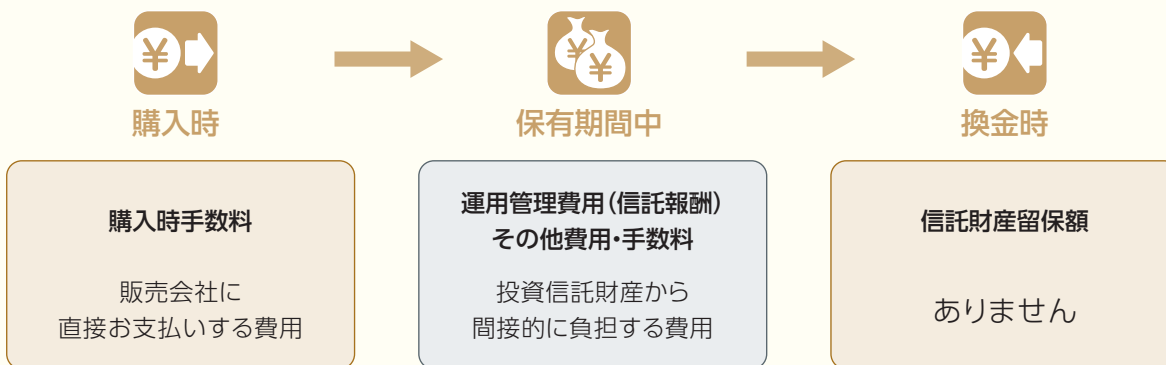 購入時
購入時手数料
販売会社に
直接お支払いする費用
保有期間中
運用管理費用(信託報酬)
その他費用・手数料
投資信託財産から
間接的に負担する費用
換金時
信託財産留保額
ありません